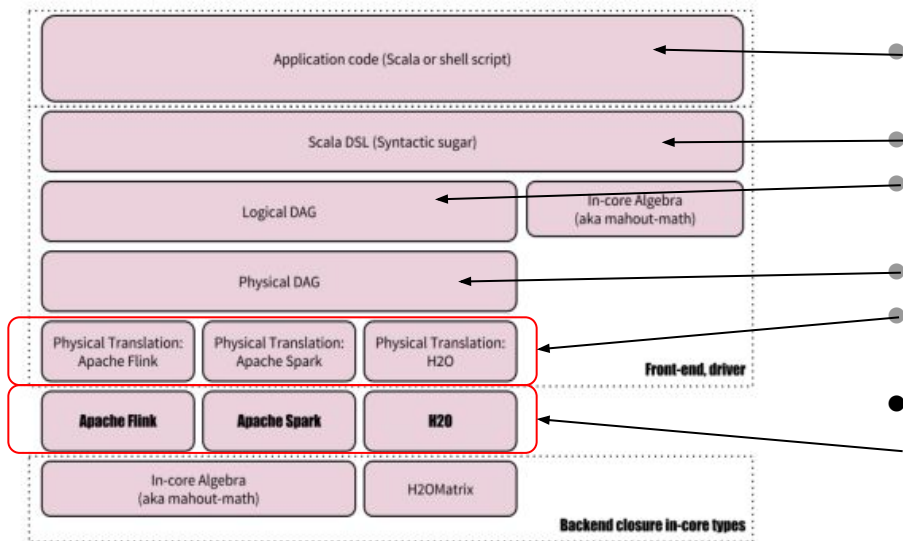 Application code (Scala or shell script)
Scala DSL (Syntactic sugar)
Logical DAG
In-core Algebra
(aka mahout-math)
Physical DAG
Physical Translation:
Apache Flink
Physical Translation:
Apache Spark
Physical Translation:
H2O
Front-end, driver
Apache Flink
Apache Spark
H2O
In-core Algebra
(aka mahout-math)
H2OMatrix
Backend closure in-core types